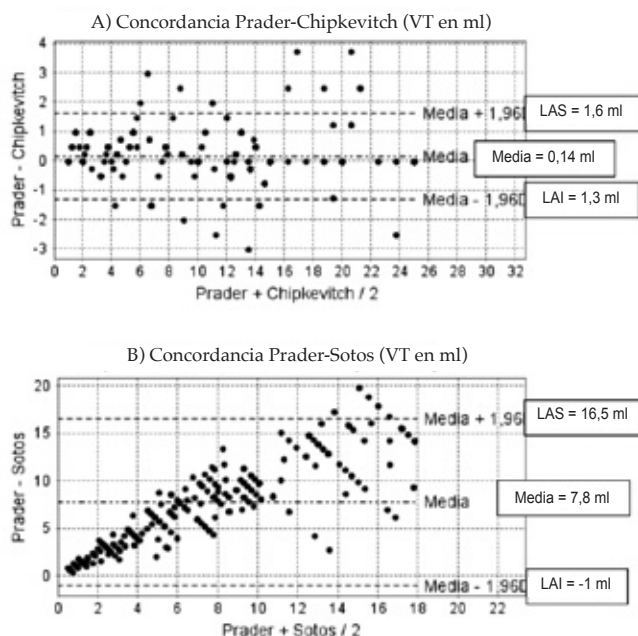 A) Concordancia Prader-Chipkevitch (VT en ml)
Prader - Chipkevitch
4
3
2
1
0
-1
-2
-3
Media + 1,96D
LAS = 1,6 ml
Media
Media = 0,14 ml
Media - 1,96D
LAI = 1,3 ml
0 2 4 6 8 10 12 14 16 18 20 22 24 26 28 30 32
Prader + Chipkevitch / 2
B) Concordancia Prader-Sotos (VT en ml)
Prader - Sotos
20
15
10
5
0
Media + 1,96
LAS = 16,5 ml
Media
Media = 7,8 ml
Media - 1,96D
LAI = -1 ml
0 2 4 6 8 10 12 14 16 18 20 22
Prader + Sotos / 2